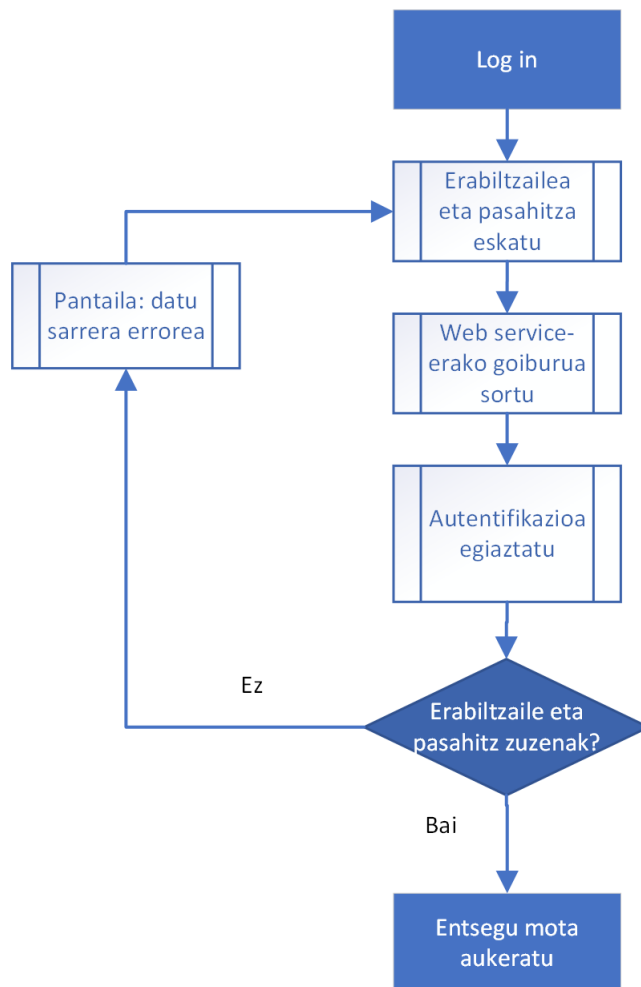 Log in
Erabiltzailea
eta pasahitza
eskatu
Pantaila: datu
sarrera errorea
Web service-
erako goiburua
sortu
Autentifikazioa
egiaztatu
Ez
Erabiltzaile eta
pasahitz zuzenak?
Bai
Entsegu mota
aukeratu